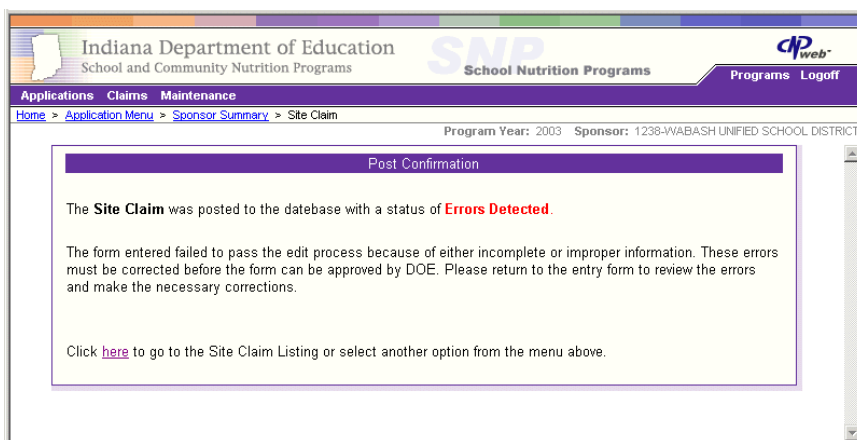 Indiana Department of Education
School and Community Nutrition Programs
SNP
School Nutrition Programs
CNPweb
Programs Logoff
Applications Claims Maintenance
Home > Application Menu > Sponsor Summary > Site Claim
Program Year: 2003 Sponsor: 1238-WABASH UNIFIED SCHOOL DISTRICT
Post Confirmation
The Site Claim was posted to the datebase with a status of Errors Detected.
The form entered failed to pass the edit process because of either incomplete or improper information. These errors
must be corrected before the form can be approved by DOE. Please return to the entry form to review the errors
and make the necessary corrections.
Click here to go to the Site Claim Listing or select another option from the menu above.